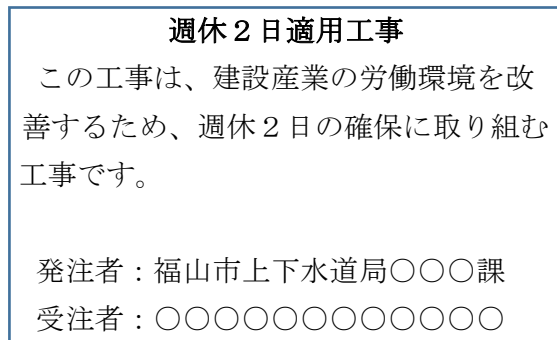 週休２日適用工事
この工事は、建設産業の労働環境を改
善するため、週休２日の確保に取り組む
工事です。
発注者：福山市上下水道局○○○課
受注者：○○○○○○○○○○○○